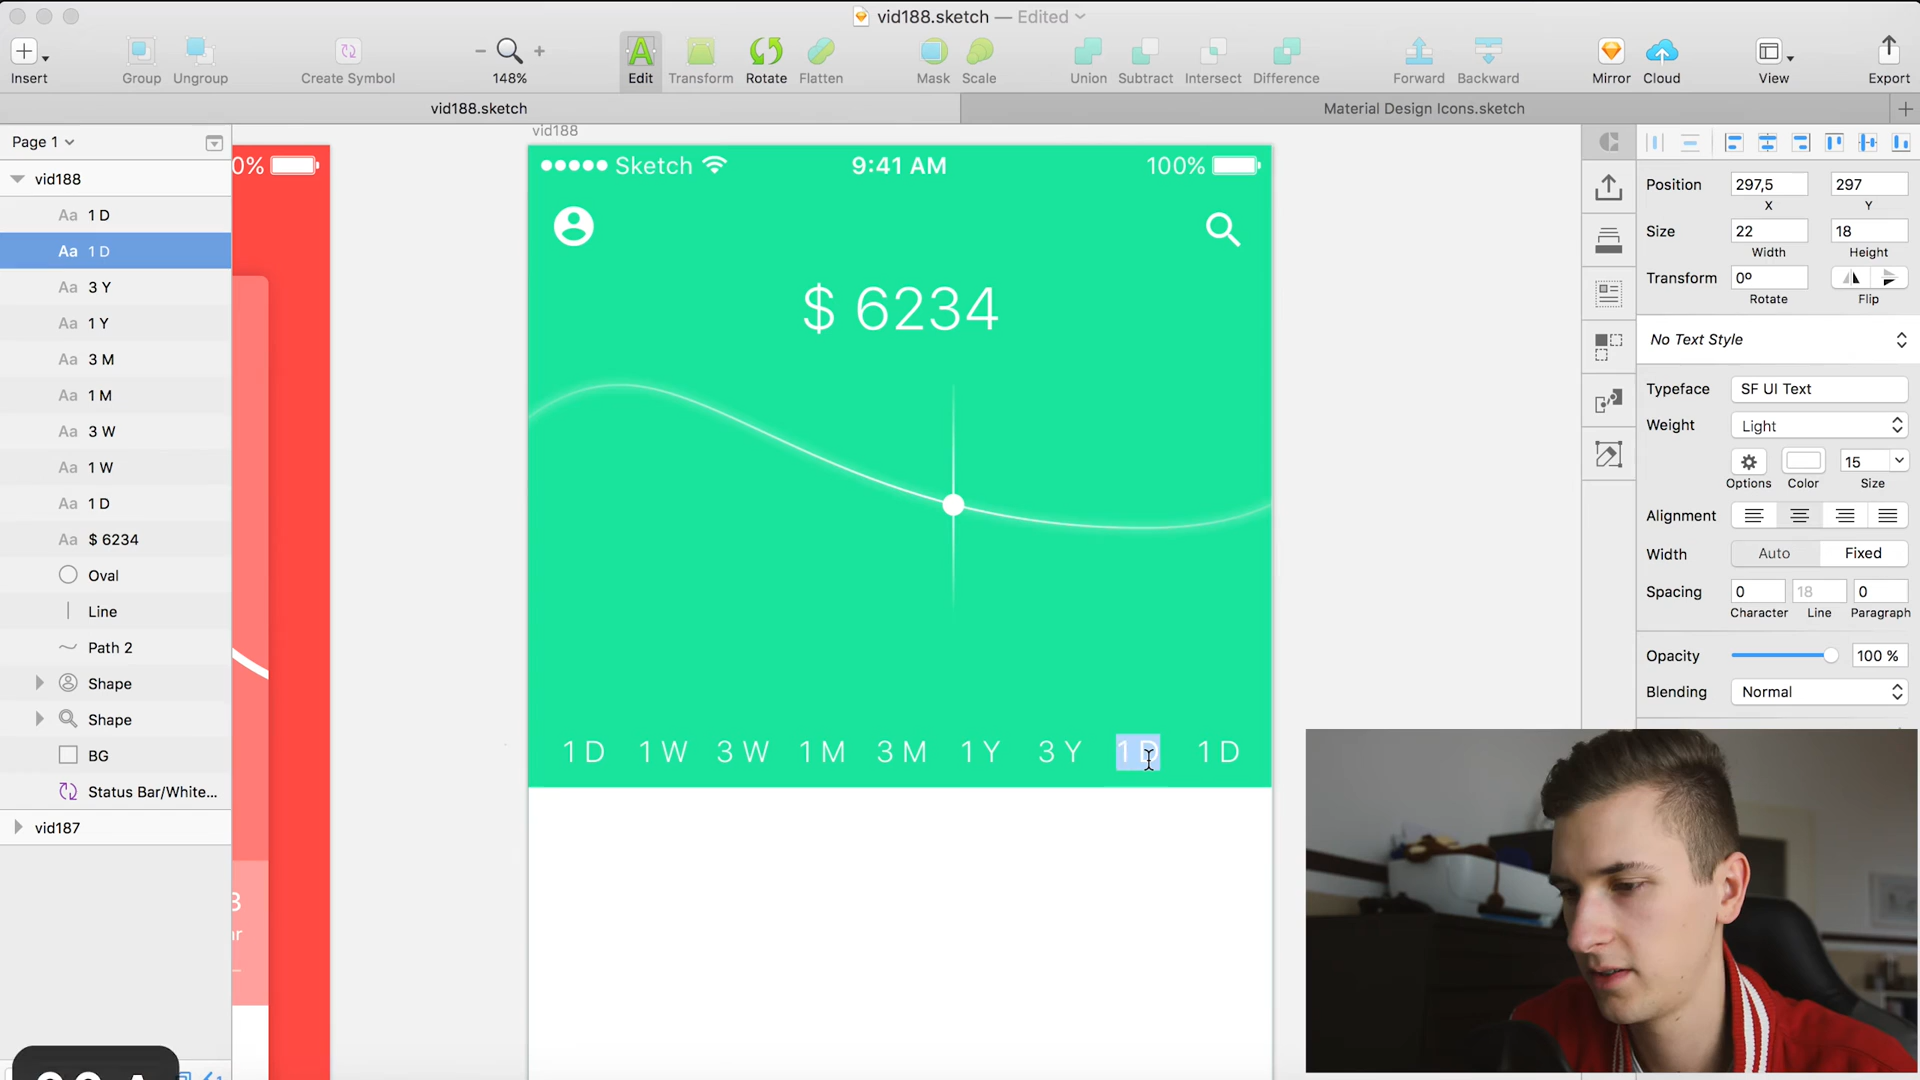 vid188.sketch — Edited
Insert
Group
Ungroup
Create Symbol
148%
Edit
Transform
Rotate
Flatten
Mask
Scale
Union
Subtract
Intersect
Difference
Forward
Backward
Mirror
Cloud
View
Export
vid188.sketch
Material Design Icons.sketch
Page 1
vid188
Aa 1 D
Aa 1 D
Aa 3 Y
Aa 1 Y
Aa 3 M
Aa 1 M
Aa 3 W
Aa 1 W
Aa 1 D
Aa $ 6234
Oval
Line
Path 2
Shape
Shape
BG
Status Bar/White...
vid187
0%
3
hr
vid188
Sketch
9:41 AM
100%
$ 6234
1 D 1 W 3 W 1 M 3 M 1 Y 3 Y 1 D 1 D
Position 297,5 297
X Y
Size 22 18
Width Height
Transform 0º
Rotate Flip
No Text Style
Typeface SF UI Text
Weight Light
15
Options Color Size
Alignment
Width Auto Fixed
Spacing 0 18 0
Character Line Paragraph
Opacity 100 %
Blending Normal